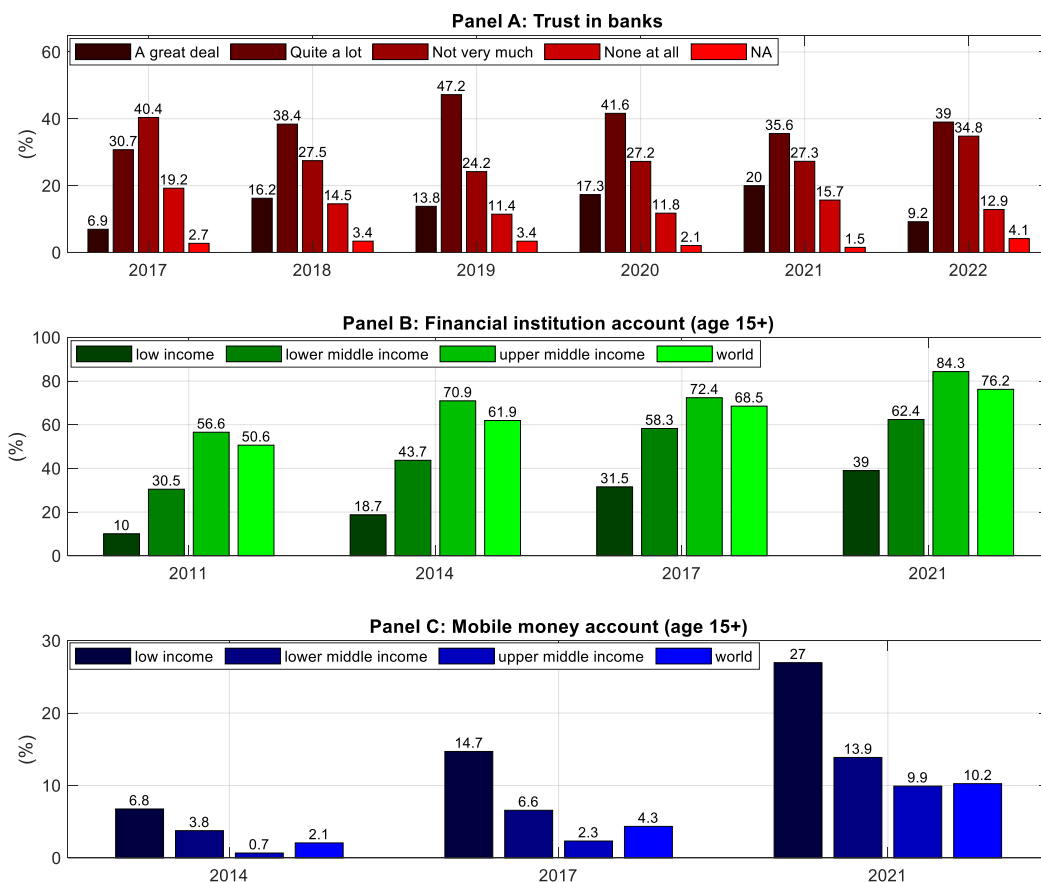 Panel A: Trust in banks
A great deal Quite a lot Not very much None at all NA
(%)
60
40
20
0
6.9 30.7 40.4 19.2 2.7
16.2 38.4 27.5 14.5 3.4
13.8 47.2 24.2 11.4 3.4
17.3 41.6 27.2 11.8 2.1
20 35.6 27.3 15.7 1.5
9.2 39 34.8 12.9 4.1
2017 2018 2019 2020 2021 2022
Panel B: Financial institution account (age 15+)
low income lower middle income upper middle income world
(%)
100
80
60
40
20
0
10 30.5 56.6 50.6
18.7 43.7 70.9 61.9
31.5 58.3 72.4 68.5
39 62.4 84.3 76.2
2011 2014 2017 2021
Panel C: Mobile money account (age 15+)
low income lower middle income upper middle income world
(%)
30
20
10
0
6.8 3.8 0.7 2.1
14.7 6.6 2.3 4.3
27 13.9 9.9 10.2
2014 2017 2021